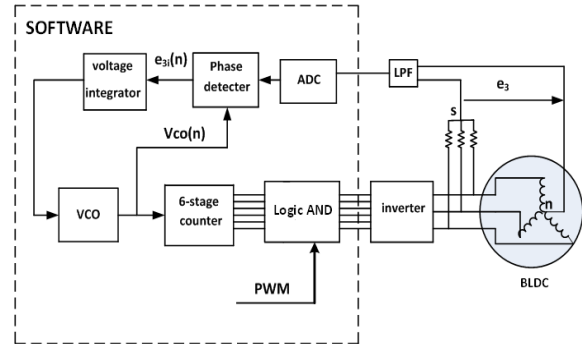 SOFTWARE
voltage
integrator
e3i(n)
Phase
detecter
ADC
LPF
e3
S
Vco(n)
VCO
6-stage
counter
Logic AND
inverter
n
BLDC
PWM